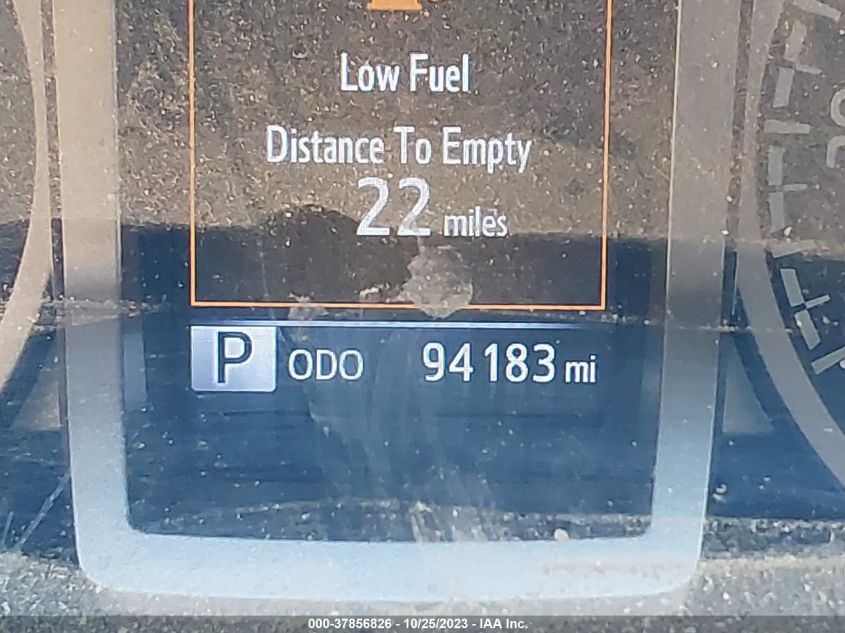 Low Fuel
Distance To Empty
22 miles
P ODO 94183 mi
000-37856826 - 10/25/2023 - IAA Inc.